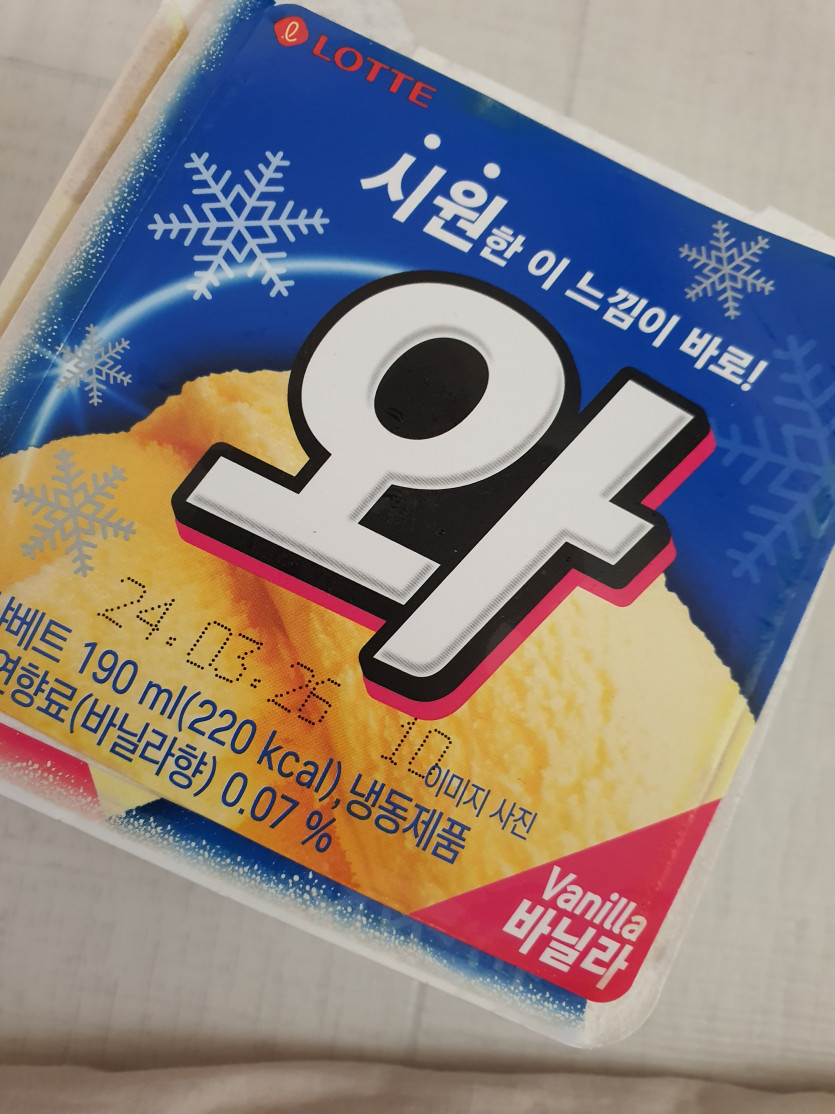 LOTTE
시원한 이 느낌이 바로!
와
24.03.26 10
190 ml(220 kcal), 냉동제품
(바닐라향) 0.07 %
이미지 사진
Vanilla
바닐라